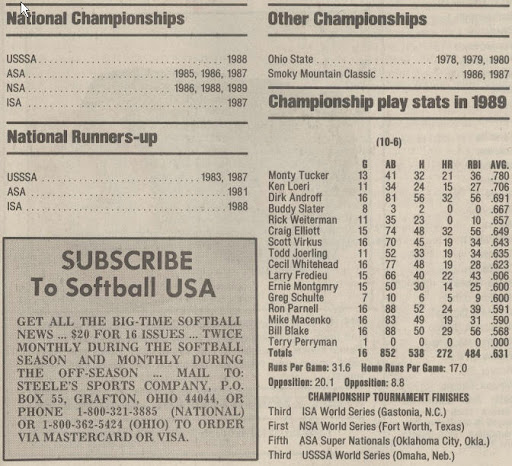 National Championships
USSSA . . . . . . . . . . . . . . . . . . . . . . . . . . . . . . 1988
ASA . . . . . . . . . . . . . . . . . . . . . . 1985, 1986, 1987
NSA . . . . . . . . . . . . . . . . . . . . . . 1986, 1988, 1989
ISA . . . . . . . . . . . . . . . . . . . . . . . . . . . . . . . . 1987
National Runners-up
USSSA . . . . . . . . . . . . . . . . . . . . . . . . . 1983, 1987
ASA . . . . . . . . . . . . . . . . . . . . . . . . . . . . . . . . 1981
ISA . . . . . . . . . . . . . . . . . . . . . . . . . . . . . . . . 1988
SUBSCRIBE
To Softball USA
GET ALL THE BIG-TIME SOFTBALL
NEWS ... $20 FOR 16 ISSUES ... TWICE
MONTHLY DURING THE SOFTBALL
SEASON AND MONTHLY DURING
THE OFF-SEASON ... MAIL TO:
STEELE'S SPORTS COMPANY, P.O.
BOX 55, GRAFTON, OHIO 44044, OR
PHONE 1-800-321-3885 (NATIONAL)
OR 1-800-362-5424 (OHIO) TO ORDER
VIA MASTERCARD OR VISA.
Other Championships
Ohio State . . . . . . . . . . . . . . . . . . 1978, 1979, 1980
Smoky Mountain Classic . . . . . . . . . . . . 1986, 1987
Championship play stats in 1989
(10-6)
G AB H HR RBI AVG.
Monty Tucker 13 41 32 21 36 .780
Ken Loeri 11 34 24 15 27 .706
Dirk Androff 16 81 56 32 56 .691
Buddy Slater 8 3 2 0 0 .667
Rick Weiterman 11 35 23 0 10 .657
Craig Elliott 15 74 48 32 56 .649
Scott Virkus 16 70 45 19 34 .643
Todd Joerling 11 52 33 19 34 .635
Cecil Whitehead 16 77 48 19 28 .623
Larry Fredieu 15 66 40 22 43 .606
Ernie Montgmry 15 50 30 14 25 .600
Greg Schulte 7 10 6 5 9 .600
Ron Parnell 16 88 52 24 39 .591
Mike Macenko 16 83 49 19 31 .590
Bill Blake 16 88 50 29 56 .568
Terry Perryman 1 0 0 0 0 .000
Totals 16 852 538 272 484 .631
Runs Per Game: 31.6 Home Runs Per Game: 17.0
Opposition: 20.1 Opposition: 8.8
CHAMPIONSHIP TOURNAMENT FINISHES
Third ISA World Series (Gastonia, N.C.)
First NSA World Series (Fort Worth, Texas)
Fifth ASA Super Nationals (Oklahoma City, Okla.)
Third USSSA World Series (Omaha, Neb.)